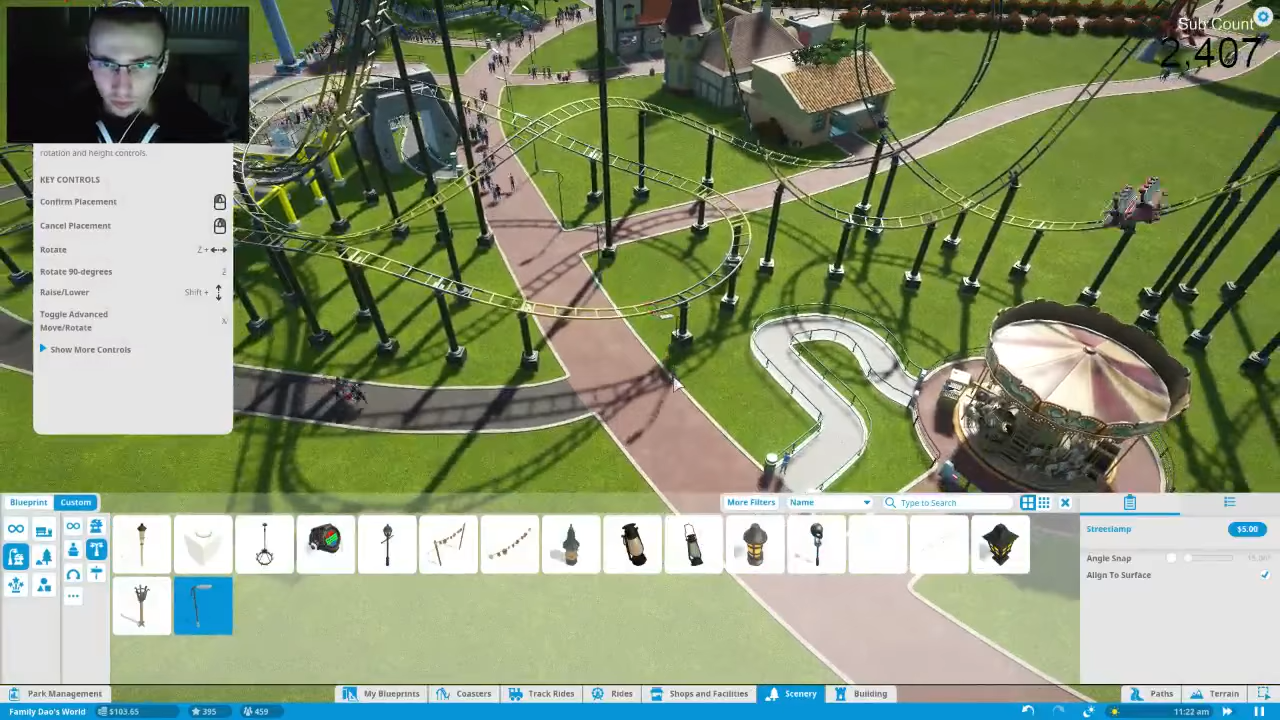 Sub Count
2,407
rotation and height controls.
KEY CONTROLS
Confirm Placement
Cancel Placement
Rotate Z +
Rotate 90-degrees Z
Raise/Lower Shift +
Toggle Advanced X
Move/Rotate
Show More Controls
Blueprint Custom More Filters Name Type to Search
Streetlamp $5.00
Angle Snap
Align To Surface
Park Management My Blueprints Coasters Track Rides Rides Shops and Facilities Scenery Building Paths Terrain
Family Dao's World $103.65 395 459 11:22 am